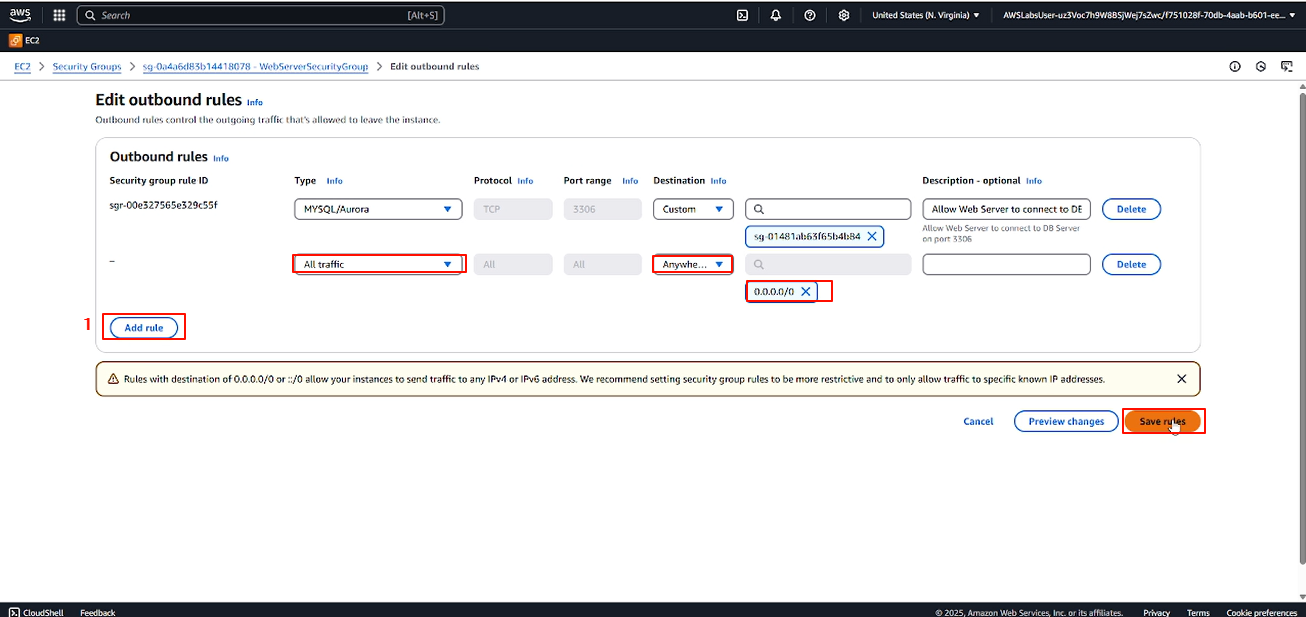 aws Search [Alt+S] United States (N. Virginia) AWSLabsUser-uz3Voc7h9W8BSjWej7sZwc/f751028f-70db-4aab-b601-ee...
EC2
EC2 > Security Groups > sg-0a4a6d83b14418078 - WebServerSecurityGroup > Edit outbound rules
Edit outbound rules Info
Outbound rules control the outgoing traffic that's allowed to leave the instance.
Outbound rules Info
Security group rule ID Type Info Protocol Info Port range Info Destination Info Description - optional Info
sgr-00e327565e329c55f MYSQL/Aurora TCP 3306 Custom Allow Web Server to connect to DE Delete
sg-01481ab63f65b4b84 Allow Web Server to connect to DB Server
on port 3306
– All traffic All All Anywhe... Delete
0.0.0.0/0
1 Add rule
Rules with destination of 0.0.0.0/0 or ::/0 allow your instances to send traffic to any IPv4 or IPv6 address. We recommend setting security group rules to be more restrictive and to only allow traffic to specific known IP addresses.
Cancel Preview changes Save rules
CloudShell Feedback © 2025, Amazon Web Services, Inc. or its affiliates. Privacy Terms Cookie preferences